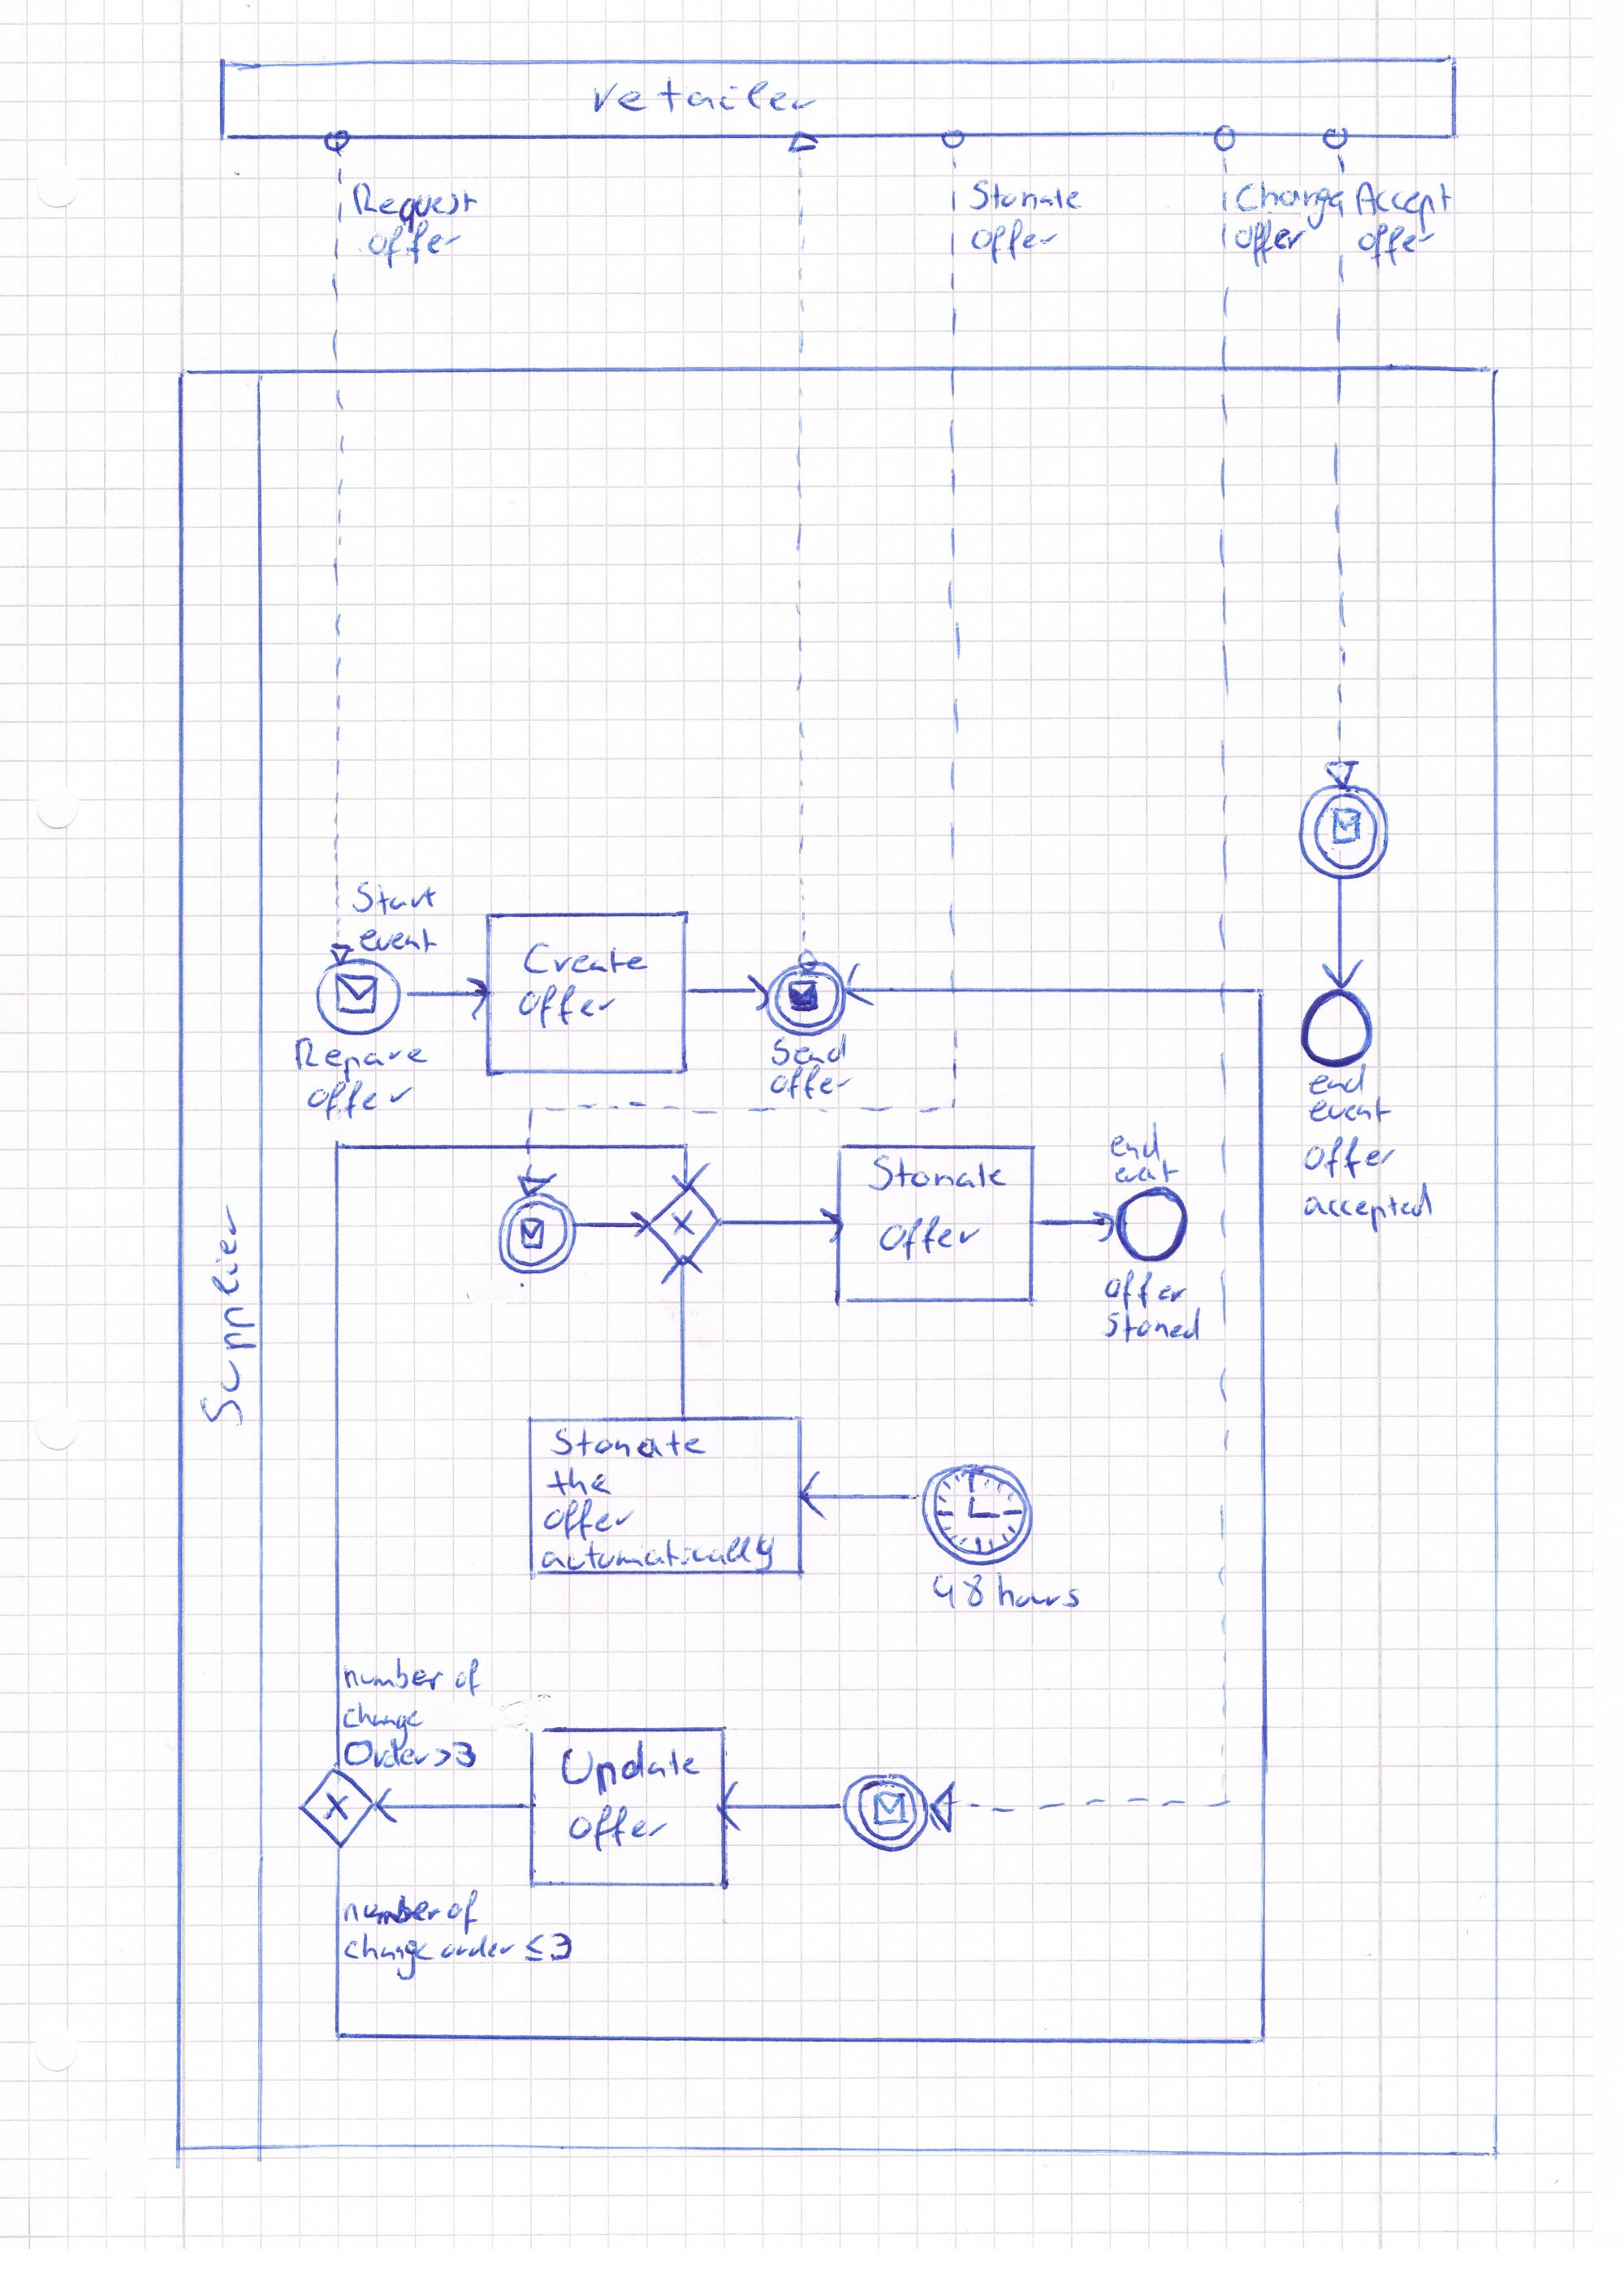 retailer
Request
offer
Stonate
offer
Change
offer
Accept
offer
Start
event
Create
offer
Repare
offer
Send
offer
end
event
offer
accepted
Supplier
Stonate
offer
end
event
offer
Stoned
Stonate
the
offer
automatically
48 hours
number of
change
Order>3
Update
offer
number of
change order ≤3